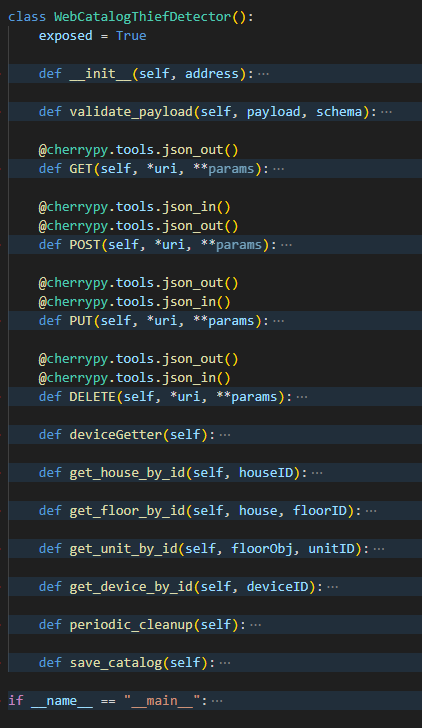 class WebCatalogThiefDetector():
    exposed = True
    def __init__(self, address):···
    def validate_payload(self, payload, schema):···
    @cherrypy.tools.json_out()
    def GET(self, *uri, **params):···
    @cherrypy.tools.json_in()
    @cherrypy.tools.json_out()
    def POST(self, *uri, **params):···
    @cherrypy.tools.json_out()
    @cherrypy.tools.json_in()
    def PUT(self, *uri, **params):···
    @cherrypy.tools.json_out()
    @cherrypy.tools.json_in()
    def DELETE(self, *uri, **params):···
    def deviceGetter(self):···
    def get_house_by_id(self, houseID):···
    def get_floor_by_id(self, house, floorID):···
    def get_unit_by_id(self, floorObj, unitID):···
    def get_device_by_id(self, deviceID):···
    def periodic_cleanup(self):···
    def save_catalog(self):···
if __name__ == "__main__":···